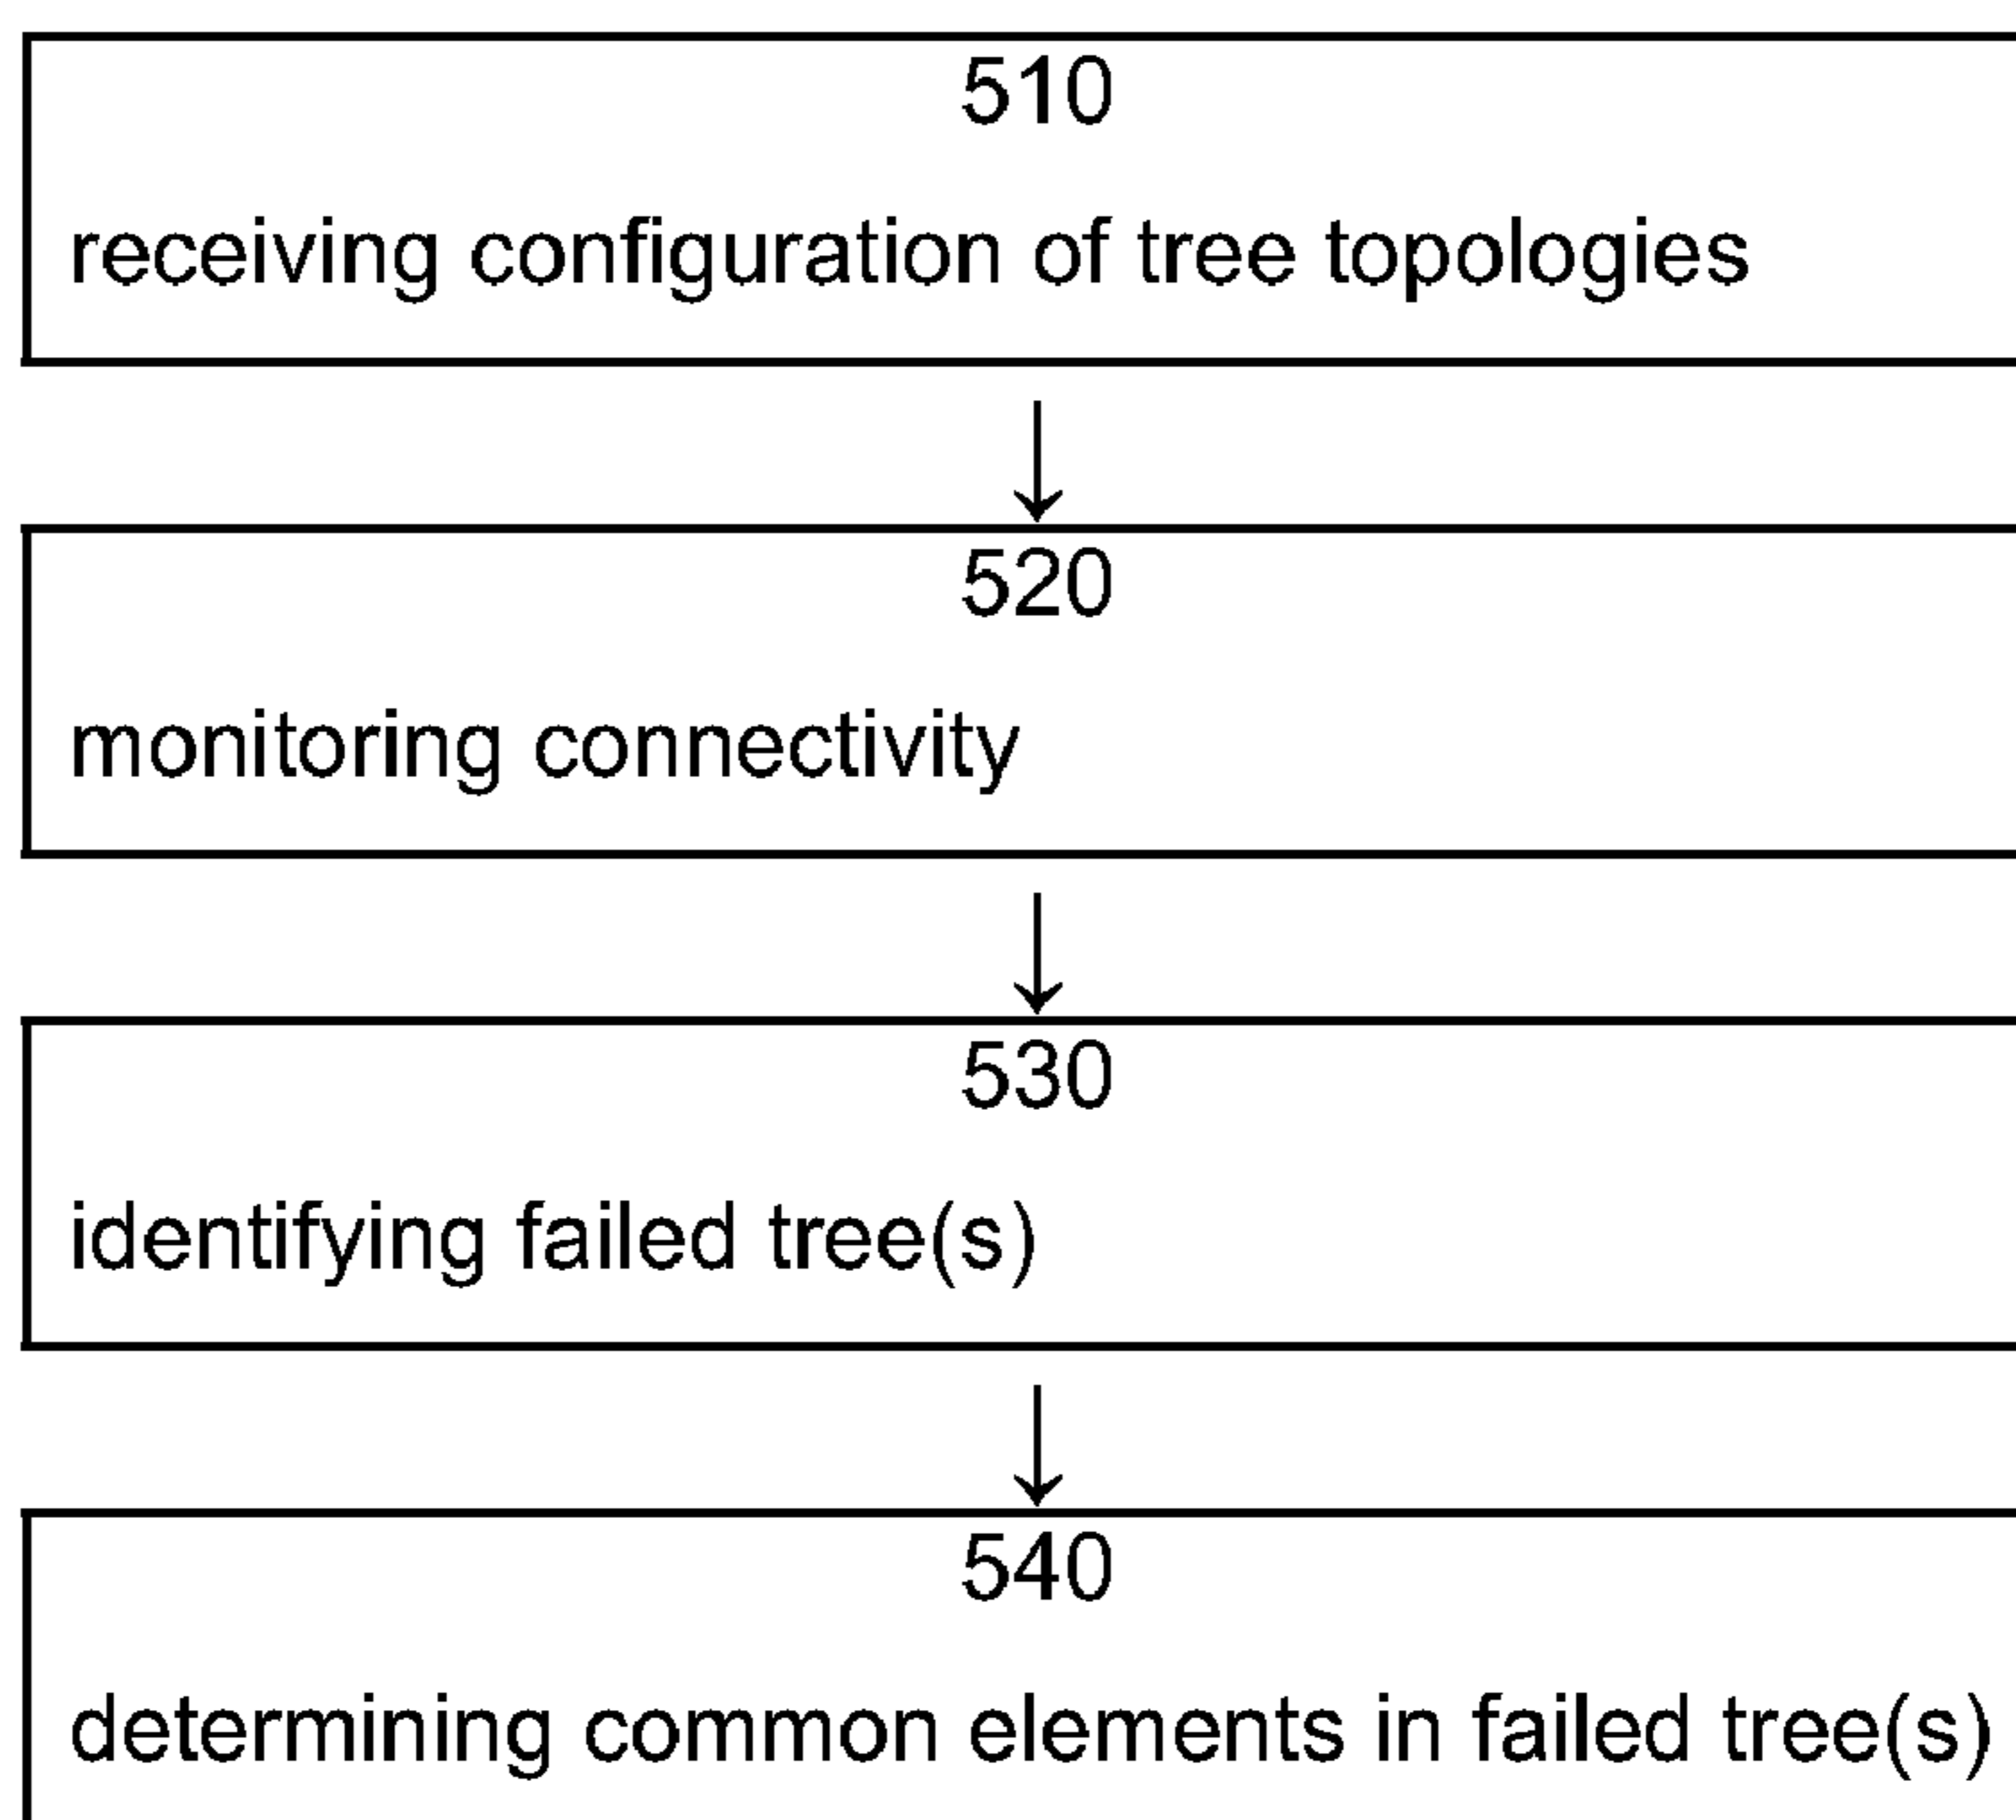 510
receiving configuration of tree topologies
520
monitoring connectivity
530
identifying failed tree(s)
540
determining common elements in failed tree(s)